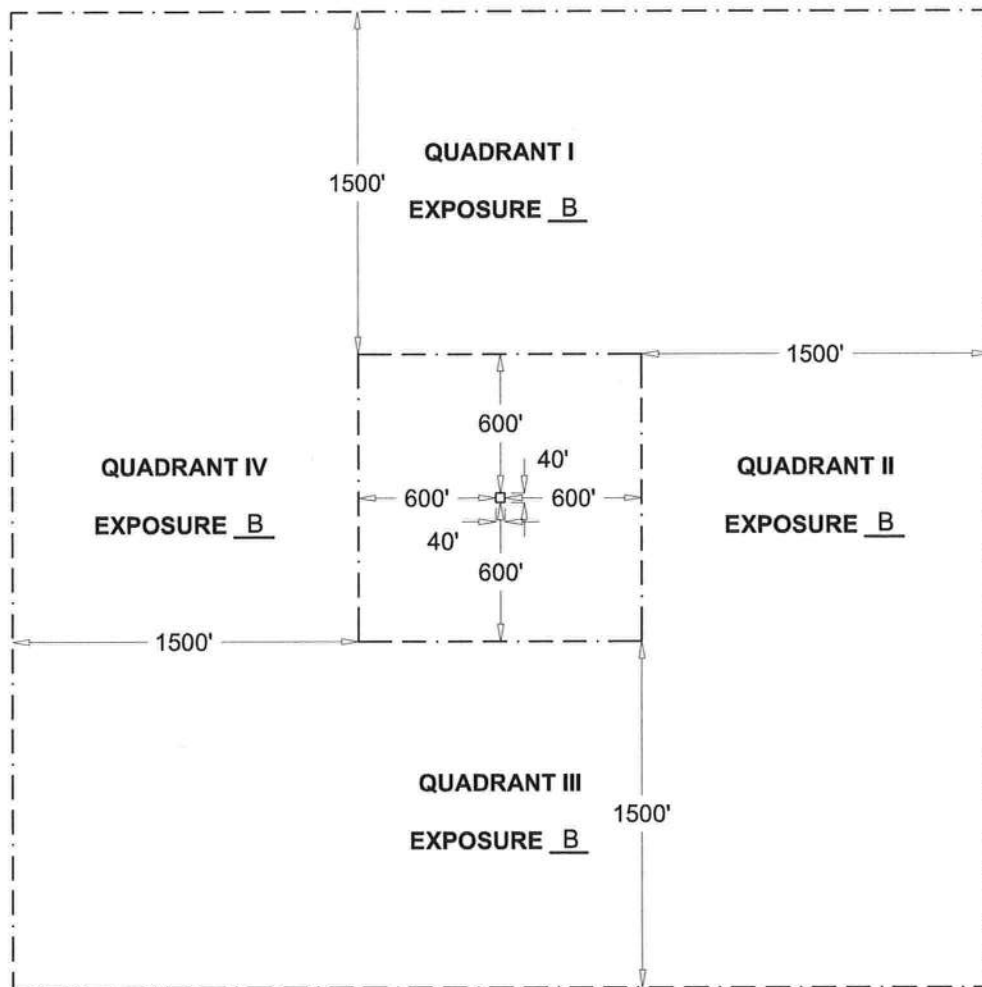 QUADRANT I
1500'
EXPOSURE B
1500'
600'
40'
QUADRANT IV
QUADRANT II
600'
600'
EXPOSURE B
EXPOSURE B
40'
600'
1500'
QUADRANT III
1500'
EXPOSURE B